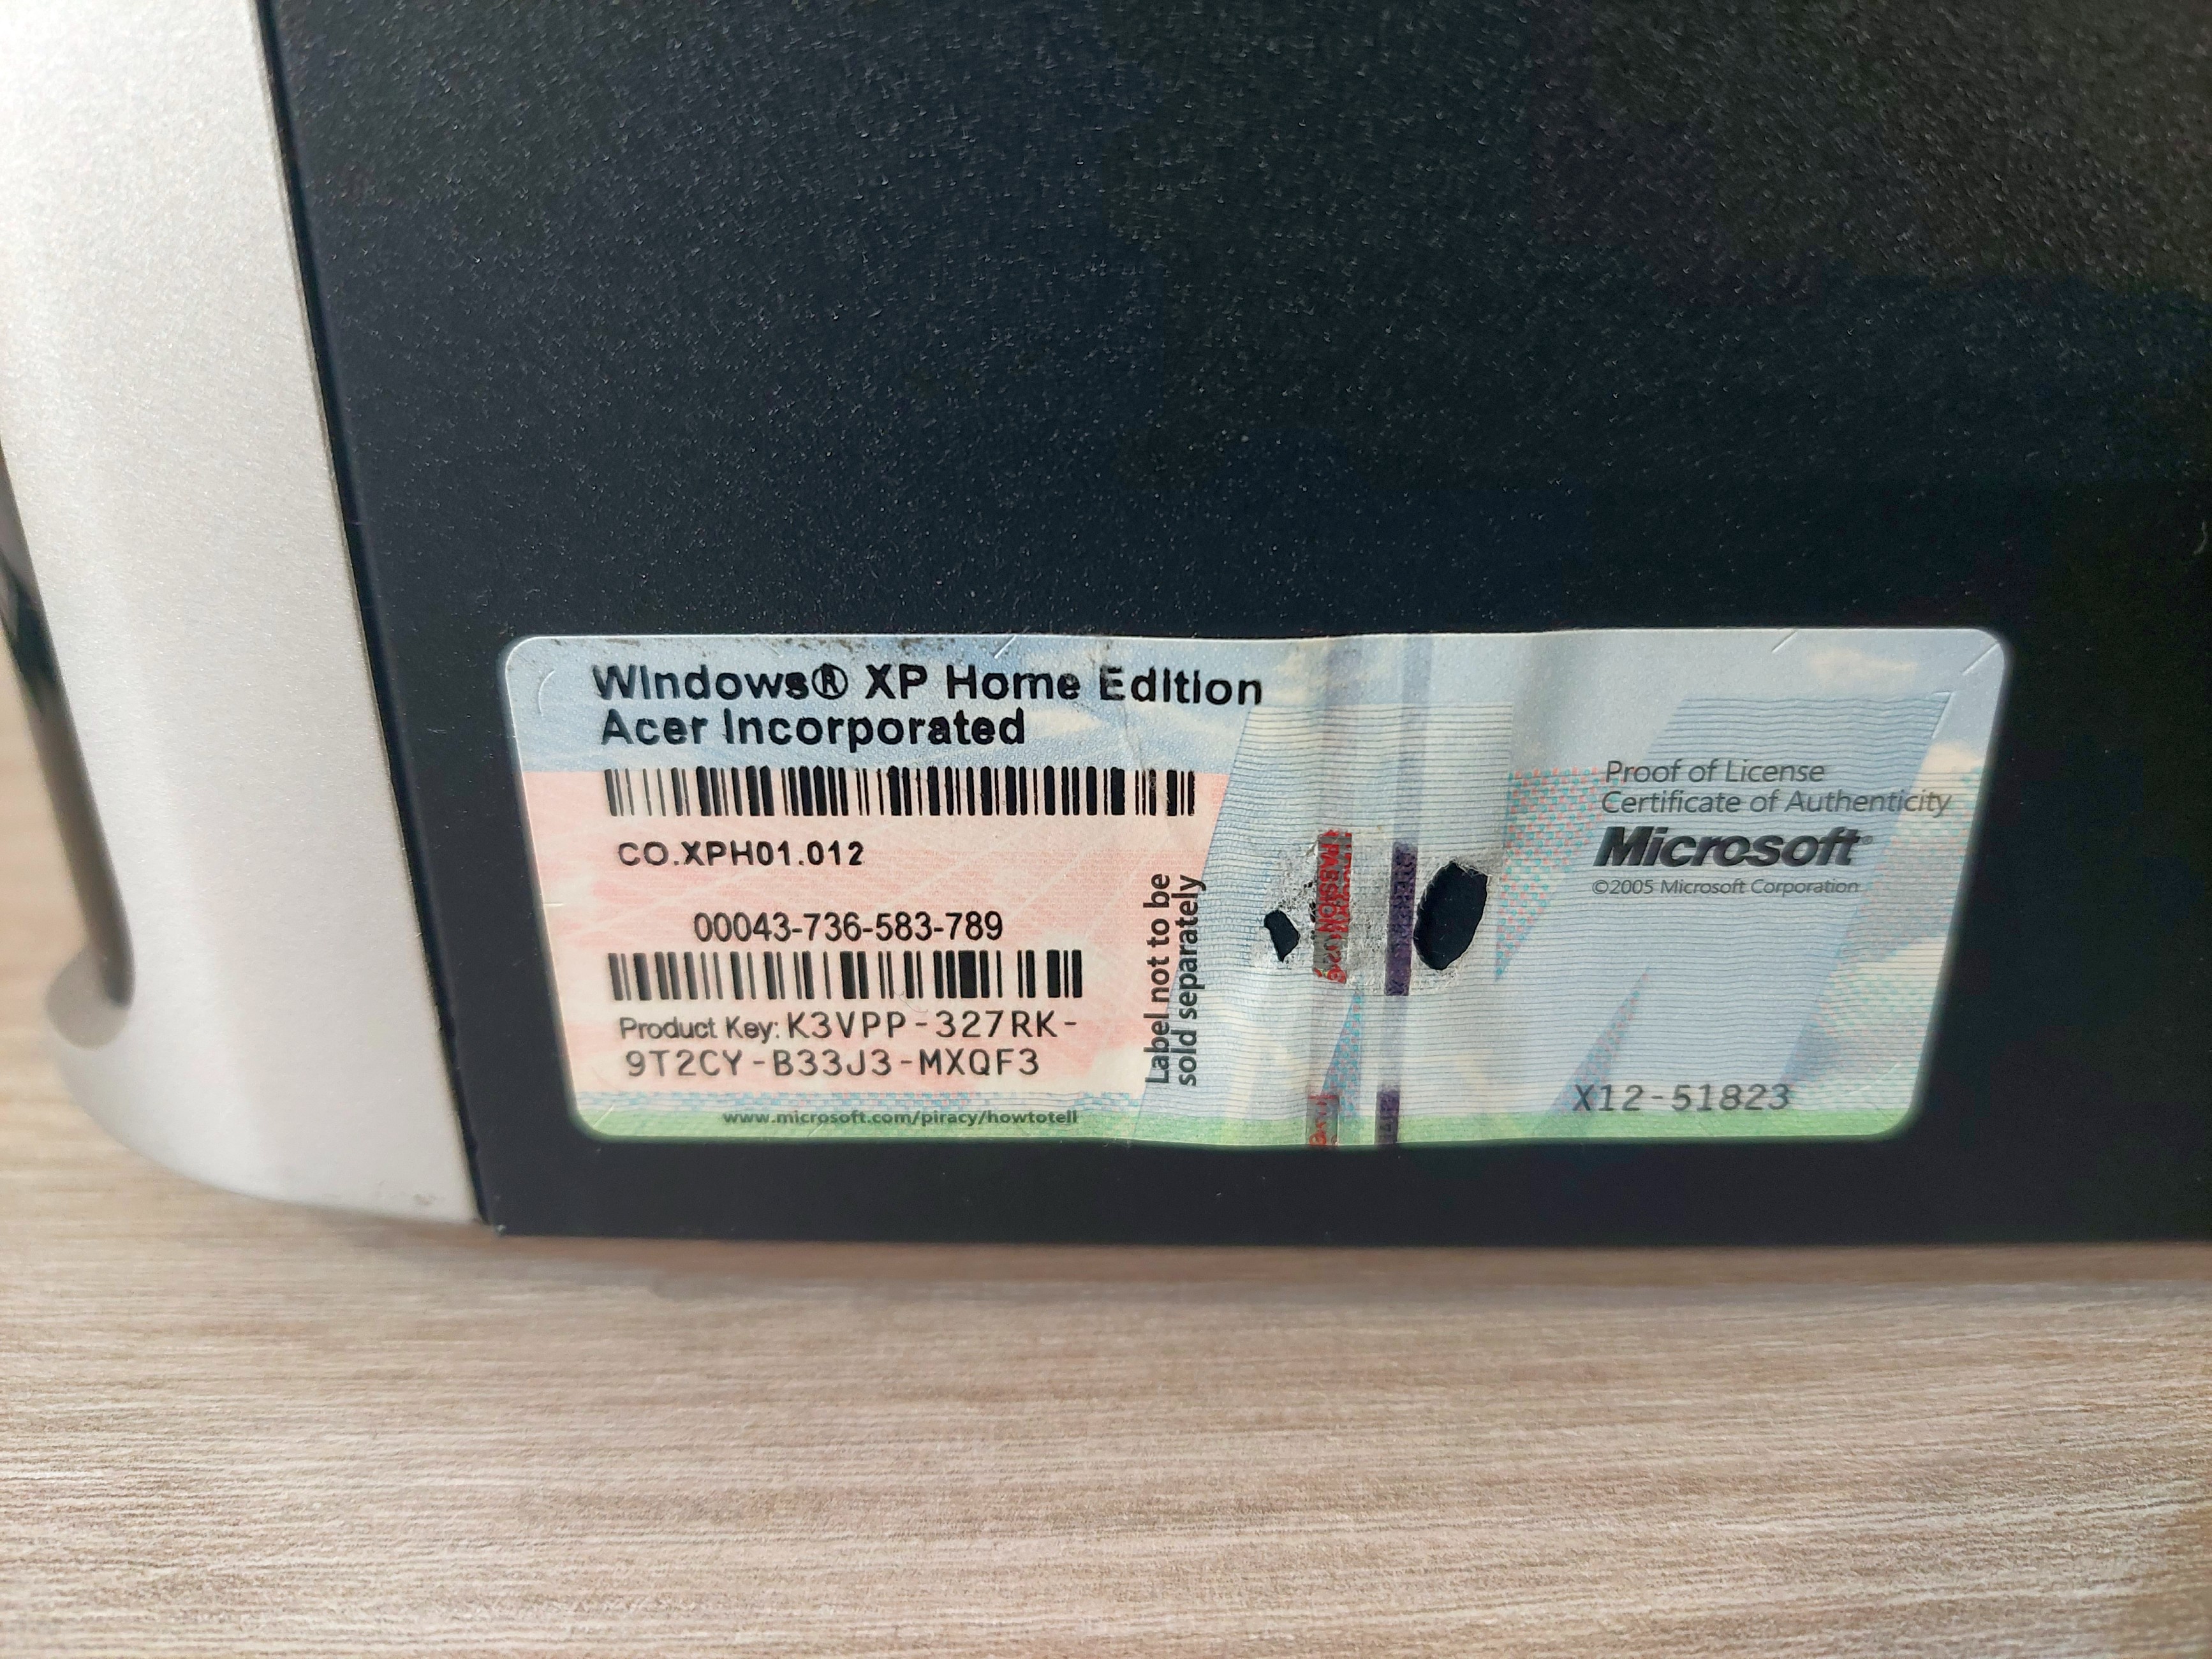 Windows® XP Home Edition
Acer Incorporated
CO.XPH01.012
00043-736-583-789
Product Key: K3VPP-327RK-
9T2CY-B33J3-MXQF3
www.microsoft.com/piracy/howtotell
Label not to be
sold separately
Proof of License
Certificate of Authenticity
Microsoft®
©2005 Microsoft Corporation
X12-51823